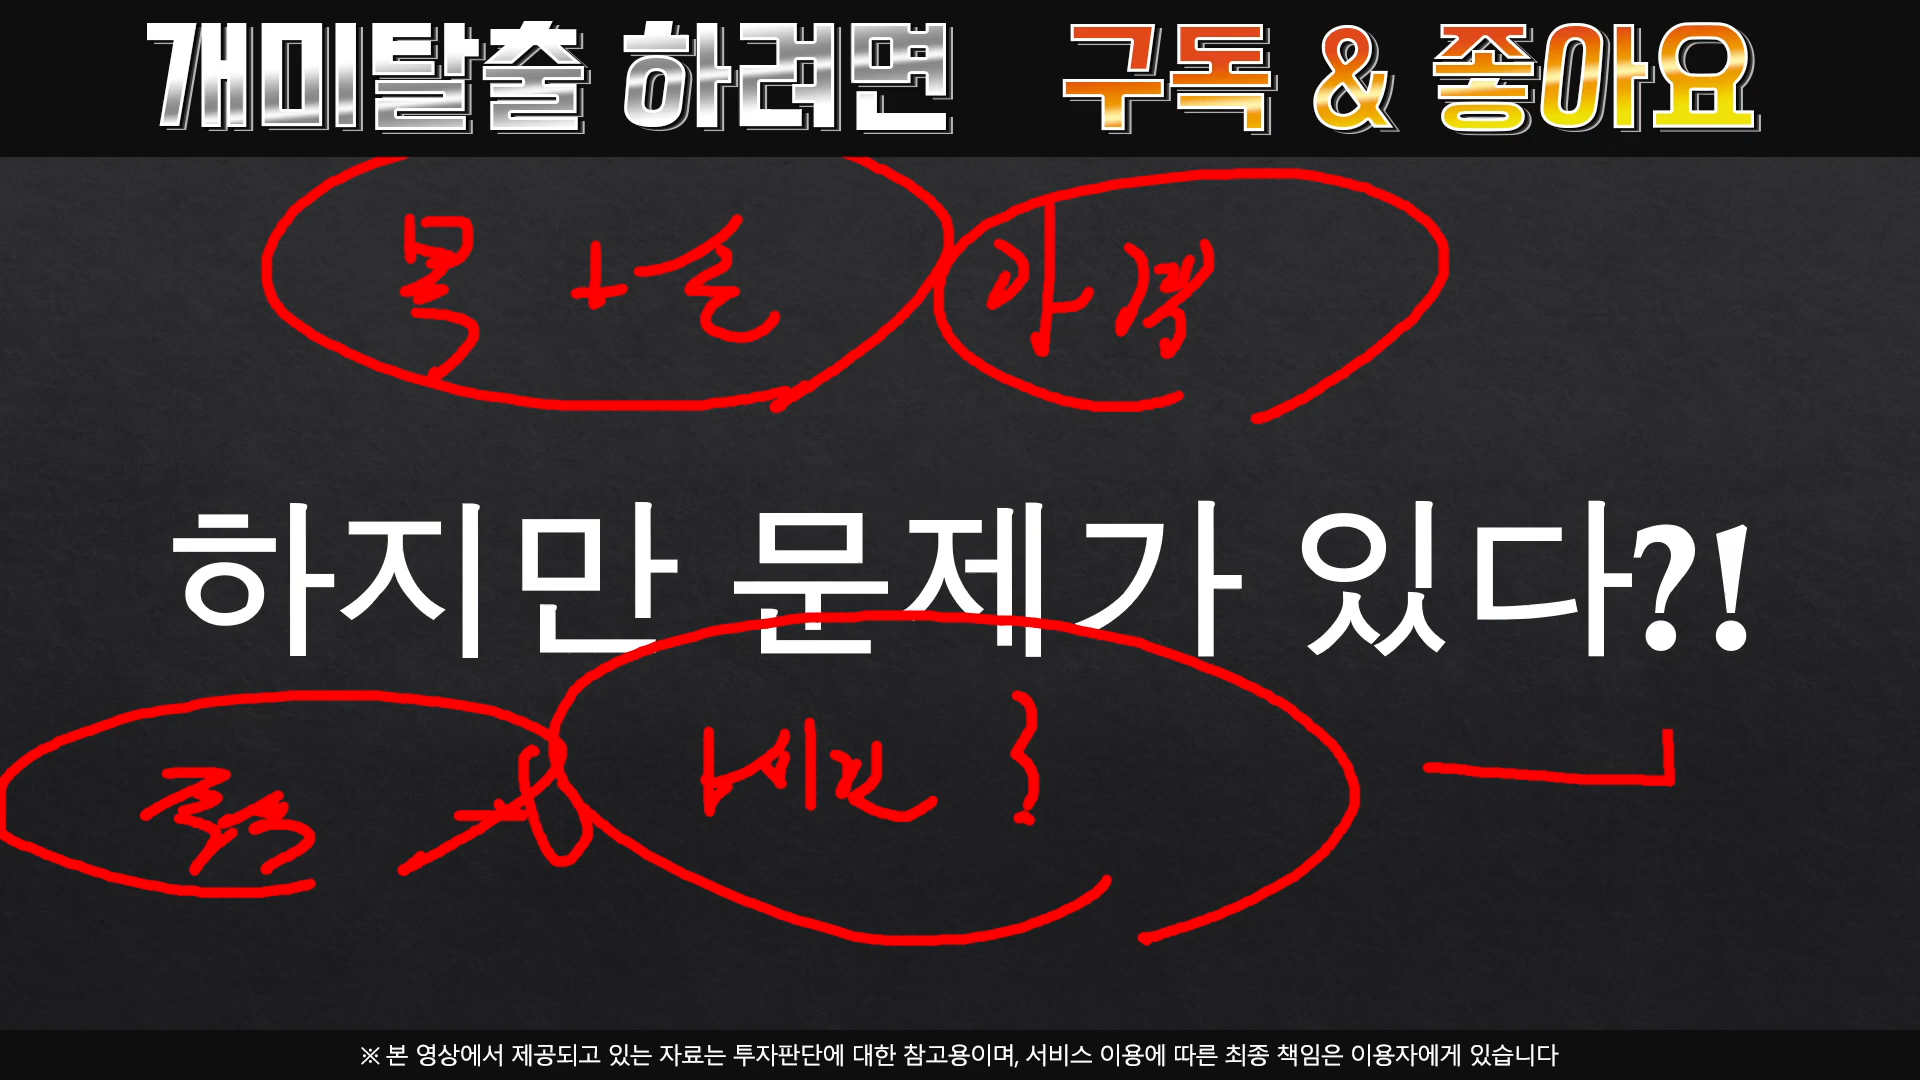 개미탈출 하려면 구독 & 좋아요
하지만 문제가 있다?!
※ 본 영상에서 제공되고 있는 자료는 투자판단에 대한 참고용이며, 서비스 이용에 따른 최종 책임은 이용자에게 있습니다